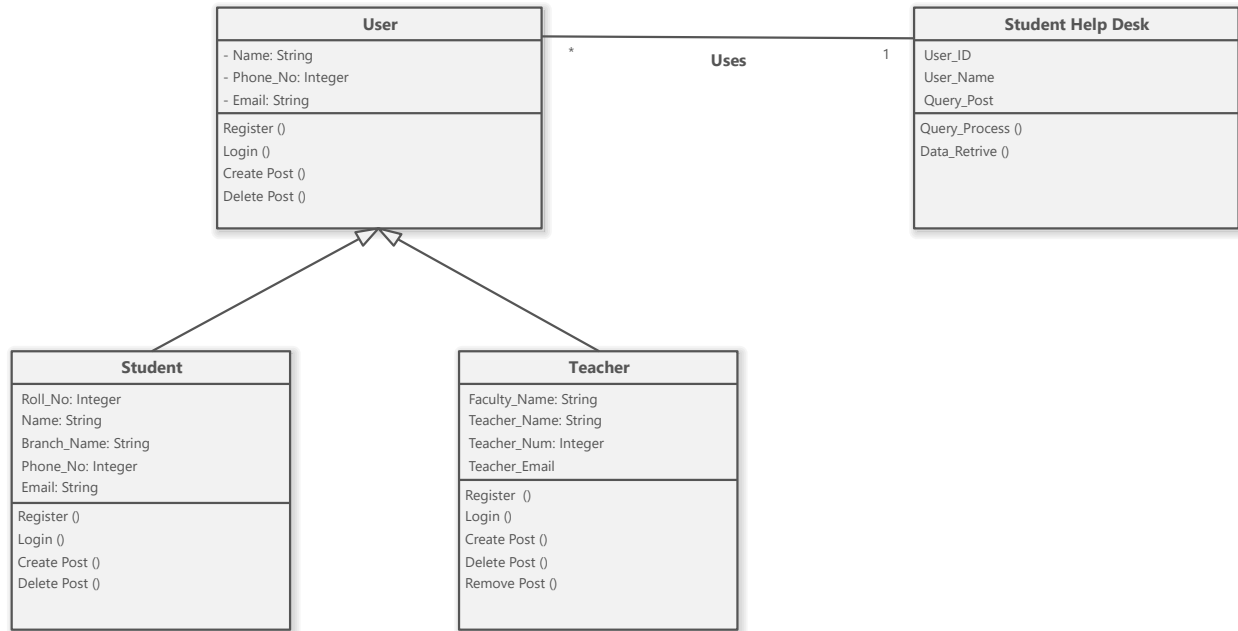 User
- Name: String
- Phone_No: Integer
- Email: String
Register ()
Login ()
Create Post ()
Delete Post ()
*
Uses
1
Student Help Desk
User_ID
User_Name
Query_Post
Query_Process ()
Data_Retrive ()
Student
Roll_No: Integer
Name: String
Branch_Name: String
Phone_No: Integer
Email: String
Register ()
Login ()
Create Post ()
Delete Post ()
Teacher
Faculty_Name: String
Teacher_Name: String
Teacher_Num: Integer
Teacher_Email
Register ()
Login ()
Create Post ()
Delete Post ()
Remove Post ()